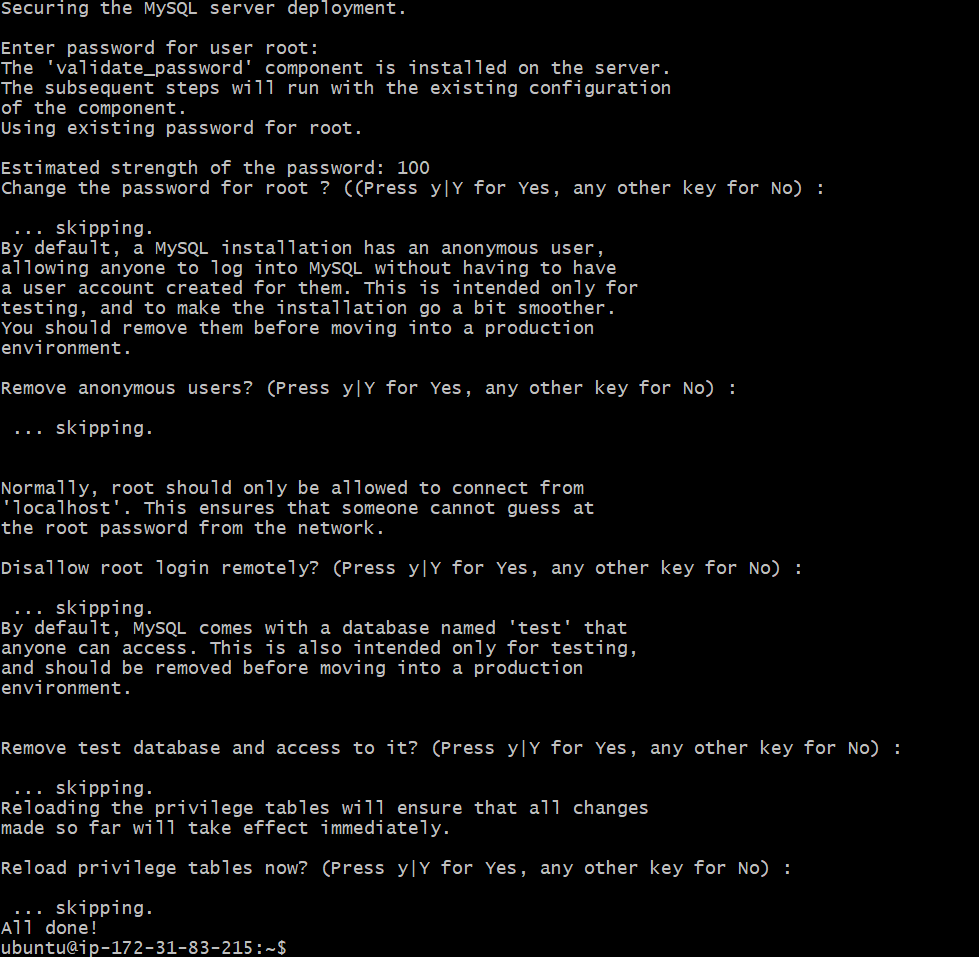 Securing the MySQL server deployment.
Enter password for user root:
The 'validate_password' component is installed on the server.
The subsequent steps will run with the existing configuration
of the component.
Using existing password for root.
Estimated strength of the password: 100
Change the password for root ? ((Press y|Y for Yes, any other key for No) :
... skipping.
By default, a MySQL installation has an anonymous user,
allowing anyone to log into MySQL without having to have
a user account created for them. This is intended only for
testing, and to make the installation go a bit smoother.
You should remove them before moving into a production
environment.
Remove anonymous users? (Press y|Y for Yes, any other key for No) :
... skipping.
Normally, root should only be allowed to connect from
'localhost'. This ensures that someone cannot guess at
the root password from the network.
Disallow root login remotely? (Press y|Y for Yes, any other key for No) :
... skipping.
By default, MySQL comes with a database named 'test' that
anyone can access. This is also intended only for testing,
and should be removed before moving into a production
environment.
Remove test database and access to it? (Press y|Y for Yes, any other key for No) :
... skipping.
Reloading the privilege tables will ensure that all changes
made so far will take effect immediately.
Reload privilege tables now? (Press y|Y for Yes, any other key for No) :
... skipping.
All done!
ubuntu@ip-172-31-83-215:~$